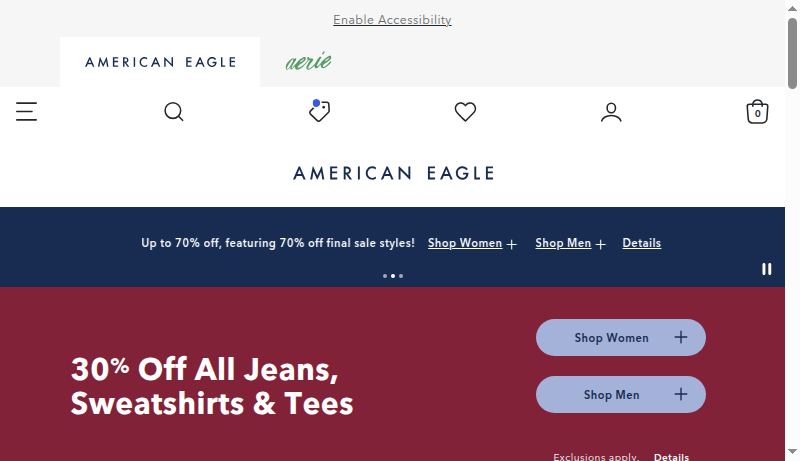 Enable Accessibility
AMERICAN EAGLE
aerie
0
AMERICAN EAGLE
Up to 70% off, featuring 70% off final sale styles! Shop Women Shop Men Details
30% Off All Jeans,
Sweatshirts & Tees
Shop Women
Shop Men
Exclusions apply. Details